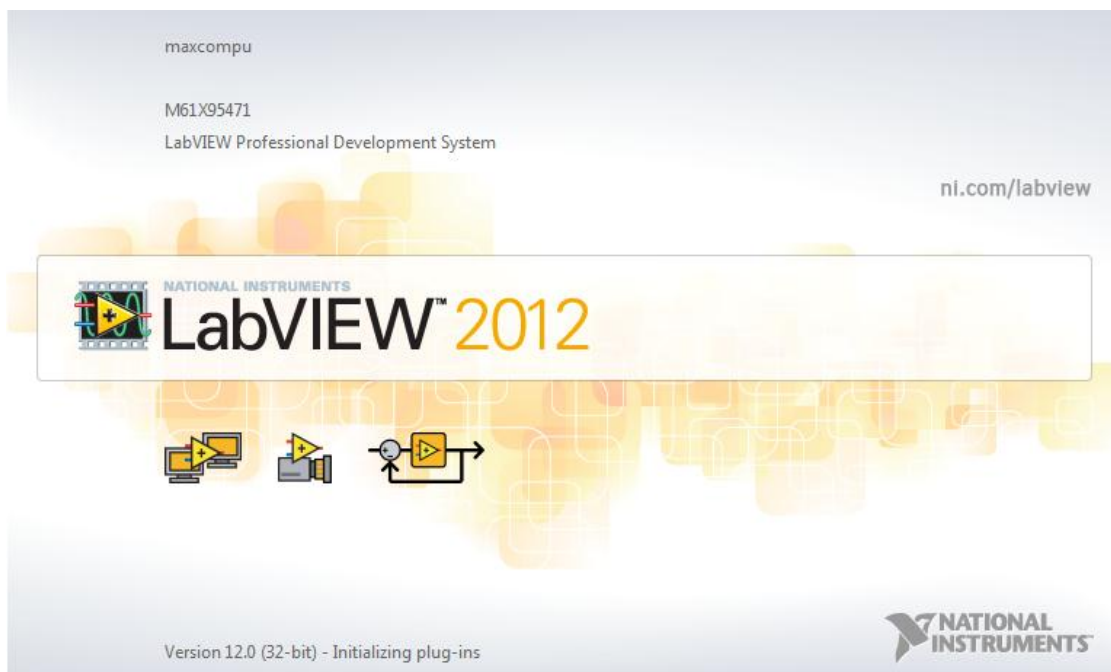 maxcompu
M61X95471
LabVIEW Professional Development System
ni.com/labview
NATIONAL INSTRUMENTS
LabVIEW™ 2012
Version 12.0 (32-bit) - Initializing plug-ins
NATIONAL
INSTRUMENTS™